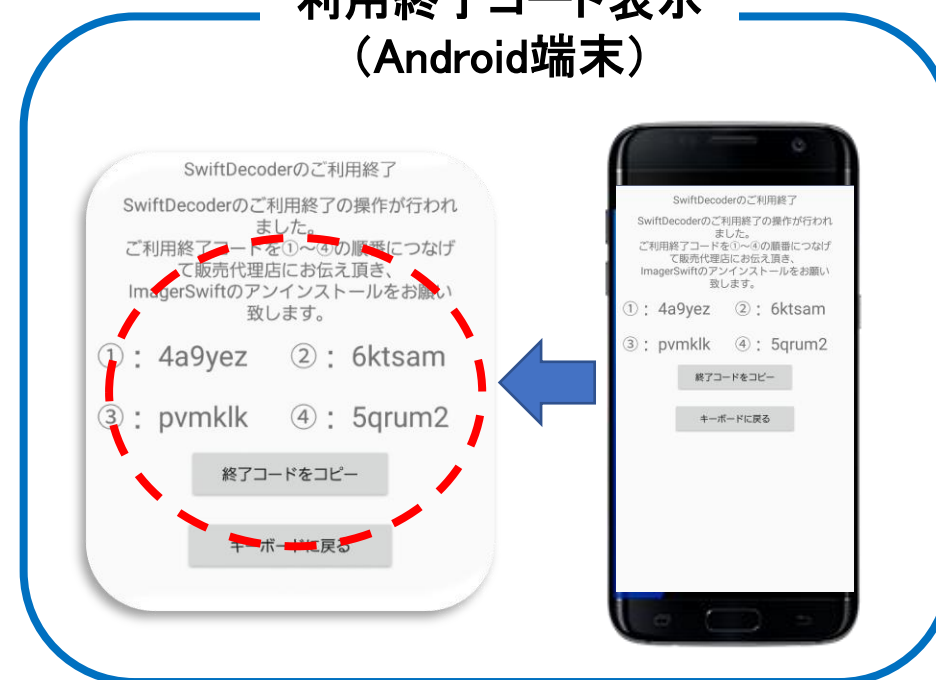 利用終了コード表示
（Android端末）
SwiftDecoderのご利用終了
SwiftDecoderのご利用終了の操作が行われ
ました。
ご利用終了コードを①～④の順番につなげ
て販売代理店にお伝え頂き、
ImagerSwiftのアンインストールをお願い
致します。
①： 4a9yez ②： 6ktsam
③： pvmklk ④： 5qrum2
終了コードをコピー
キーボードに戻る
SwiftDecoderのご利用終了
SwiftDecoderのご利用終了の操作が行われ
ました。
ご利用終了コードを①～④の順番につなげ
て販売代理店にお伝え頂き、
ImagerSwiftのアンインストールをお願い
致します。
①： 4a9yez ②： 6ktsam
③： pvmklk ④： 5qrum2
終了コードをコピー
キーボードに戻る